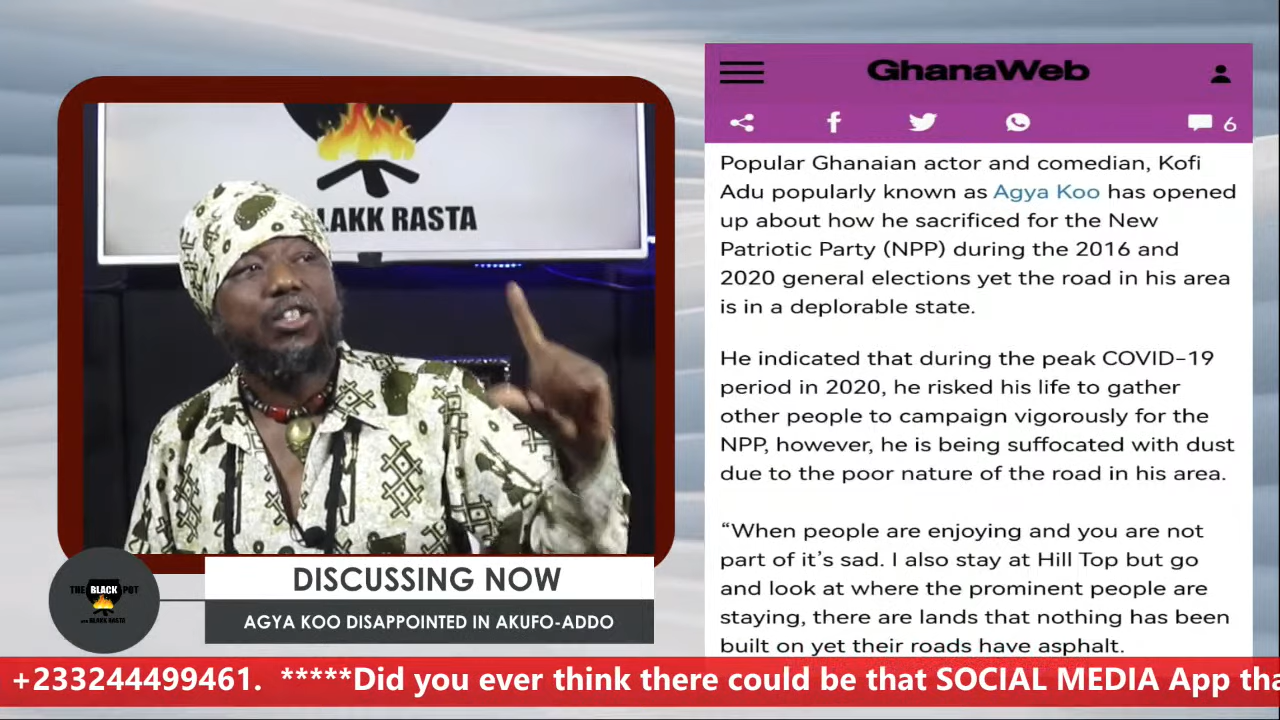 LAKK RASTA
THE BLACK POT
WITH BLAKK RASTA
DISCUSSING NOW
AGYA KOO DISAPPOINTED IN AKUFO-ADDO
GhanaWeb
6
Popular Ghanaian actor and comedian, Kofi
Adu popularly known as Agya Koo has opened
up about how he sacrificed for the New
Patriotic Party (NPP) during the 2016 and
2020 general elections yet the road in his area
is in a deplorable state.
He indicated that during the peak COVID-19
period in 2020, he risked his life to gather
other people to campaign vigorously for the
NPP, however, he is being suffocated with dust
due to the poor nature of the road in his area.
“When people are enjoying and you are not
part of it’s sad. I also stay at Hill Top but go
and look at where the prominent people are
staying, there are lands that nothing has been
built on yet their roads have asphalt.
+233244499461. *****Did you ever think there could be that SOCIAL MEDIA App tha